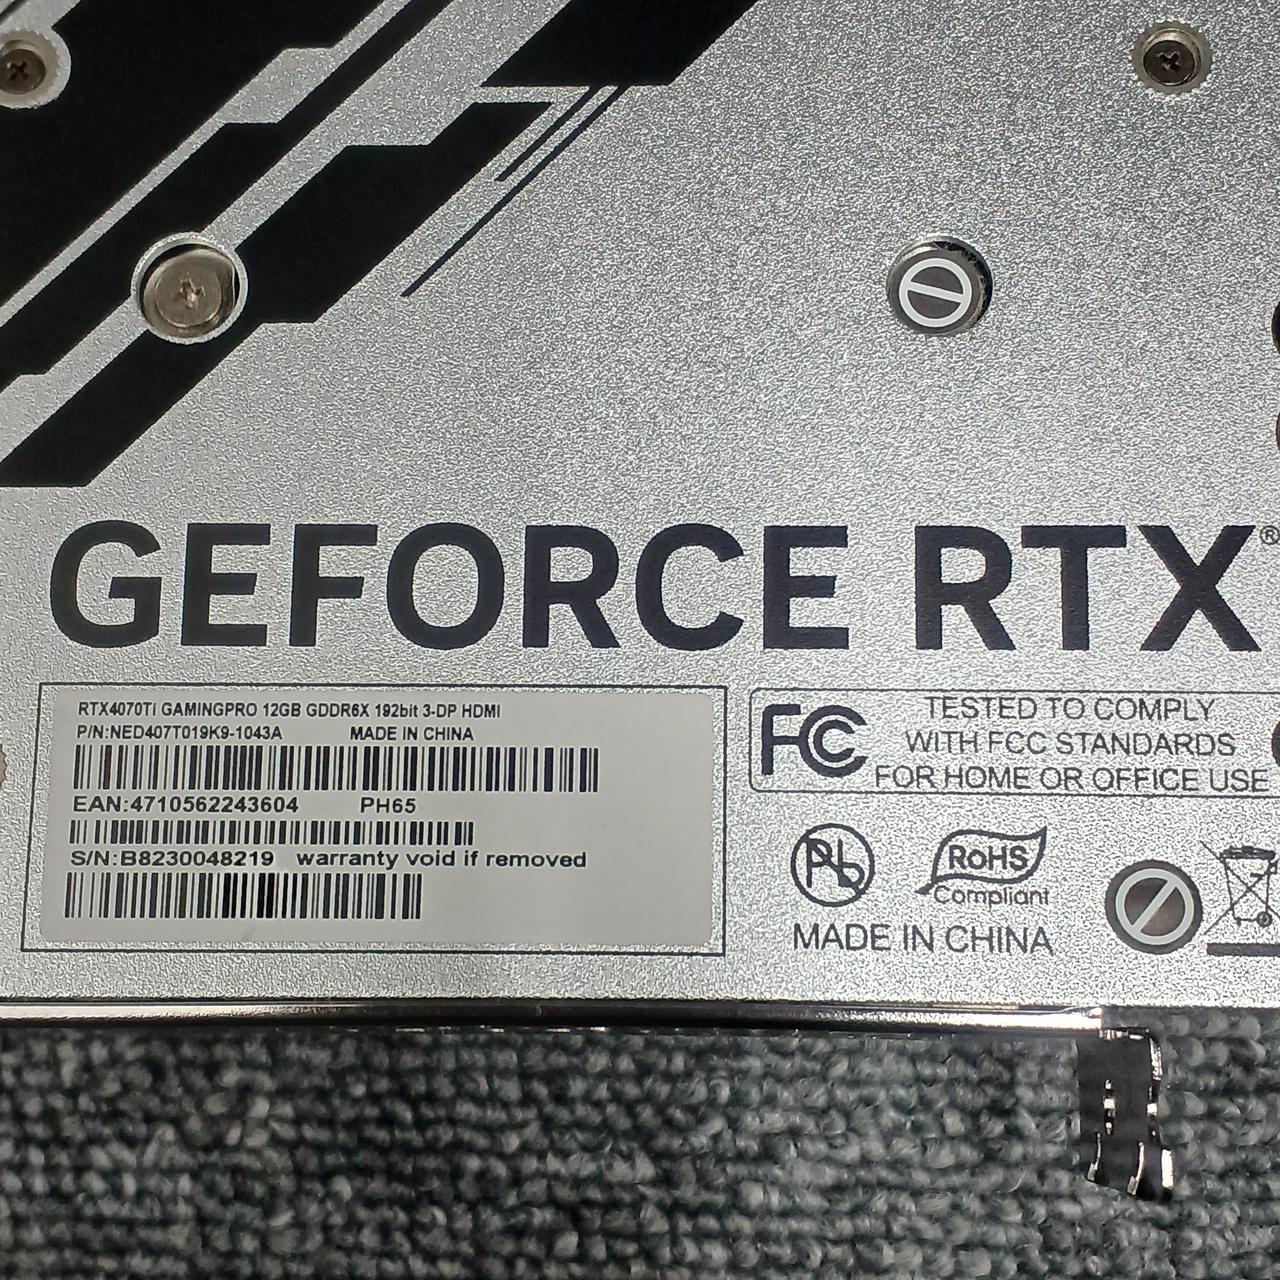 GEFORCE RTX®
RTX4070TI GAMINGPRO 12GB GDDR6X 192bit 3-DP HDMI
P/N:NED407T019K9-1043A MADE IN CHINA
EAN:4710562243604 PH65
S/N:B8230048219 warranty void if removed
FC TESTED TO COMPLY
WITH FCC STANDARDS
FOR HOME OR OFFICE USE
Pb
RoHS
Compliant
MADE IN CHINA